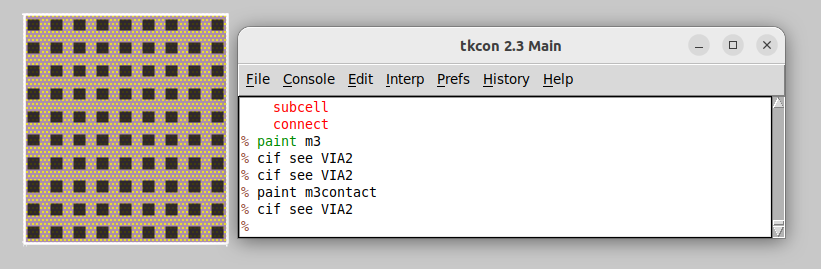 tkcon 2.3 Main
File Console Edit Interp Prefs History Help
subcell
connect
% paint m3
% cif see VIA2
% cif see VIA2
% paint m3contact
% cif see VIA2
%